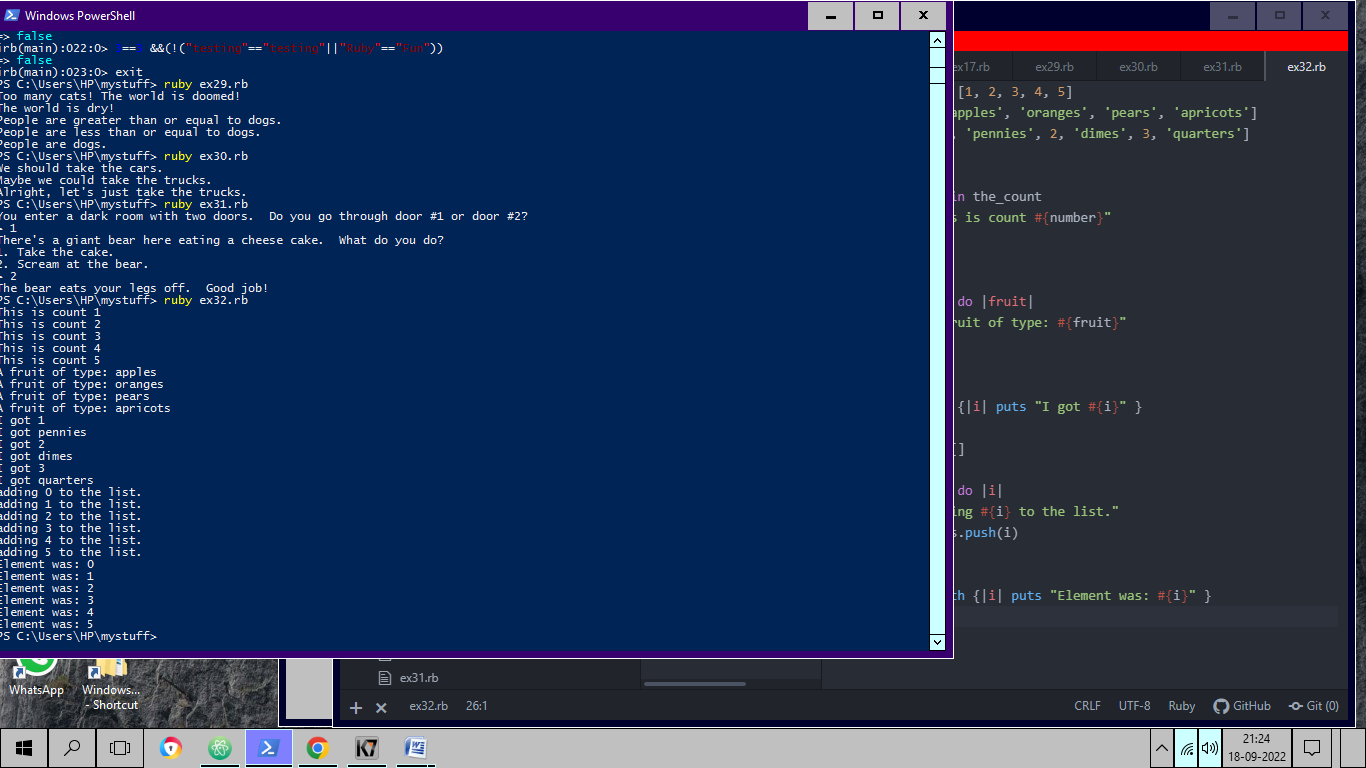 Windows PowerShell
=> false
irb(main):022:0> && (!("testing"=="testing"||"Ruby"=="Fun"))
=> false
irb(main):023:0> exit
PS C:\Users\HP\mystuff> ruby ex29.rb
Too many cats! The world is doomed!
The world is dry!
People are greater than or equal to dogs.
People are less than or equal to dogs.
People are dogs.
PS C:\Users\HP\mystuff> ruby ex30.rb
We should take the cars.
Maybe we could take the trucks.
Alright, let's just take the trucks.
PS C:\Users\HP\mystuff> ruby ex31.rb
You enter a dark room with two doors.  Do you go through door #1 or door #2?
> 1
There's a giant bear here eating a cheese cake.  What do you do?
1. Take the cake.
2. Scream at the bear.
> 2
The bear eats your legs off.  Good job!
PS C:\Users\HP\mystuff> ruby ex32.rb
This is count 1
This is count 2
This is count 3
This is count 4
This is count 5
A fruit of type: apples
A fruit of type: oranges
A fruit of type: pears
A fruit of type: apricots
I got 1
I got pennies
I got 2
I got dimes
I got 3
I got quarters
adding 0 to the list.
adding 1 to the list.
adding 2 to the list.
adding 3 to the list.
adding 4 to the list.
adding 5 to the list.
Element was: 0
Element was: 1
Element was: 2
Element was: 3
Element was: 4
Element was: 5
PS C:\Users\HP\mystuff>
ex17.rb ex29.rb ex30.rb ex31.rb ex32.rb
[1, 2, 3, 4, 5]
apples', 'oranges', 'pears', 'apricots']
, 'pennies', 2, 'dimes', 3, 'quarters']
in the_count
s is count #{number}"
do |fruit|
ruit of type: #{fruit}"
{|i| puts "I got #{i}" }
[]
do |i|
ing #{i} to the list."
s.push(i)
ch {|i| puts "Element was: #{i}" }
ex31.rb
ex32.rb 26:1 CRLF UTF-8 Ruby GitHub Git (0)
WhatsApp
Windows...
- Shortcut
K7
W
21:24
18-09-2022